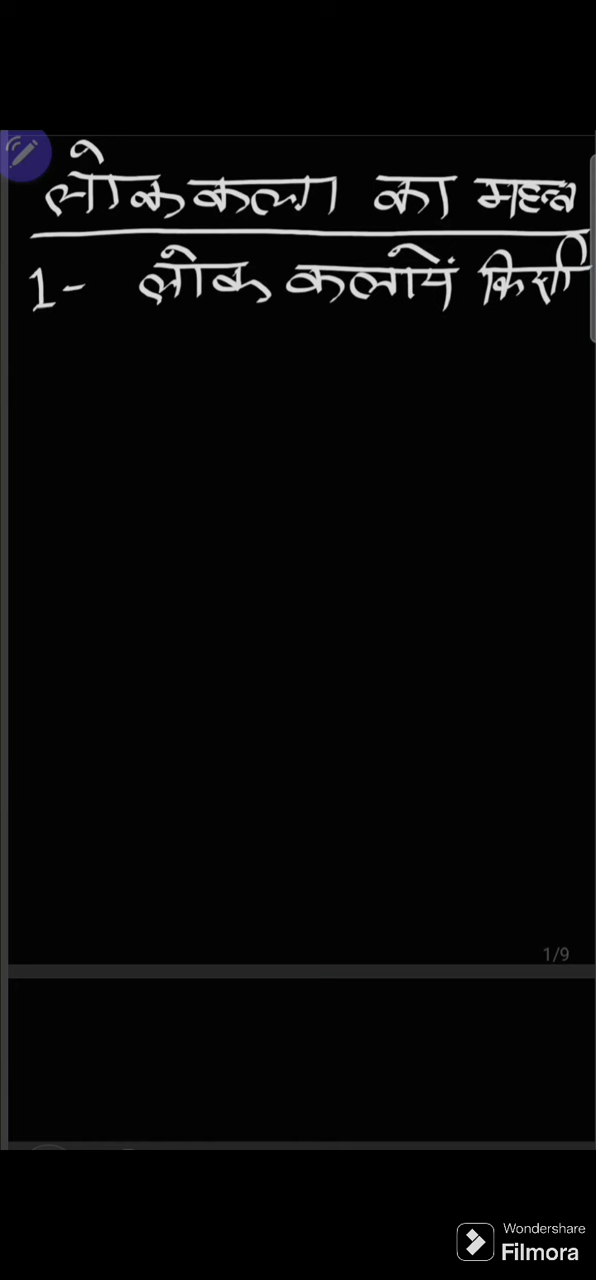 लोककला का महत्व
1- लोक कलायें किसी
1/9
Wondershare
Filmora